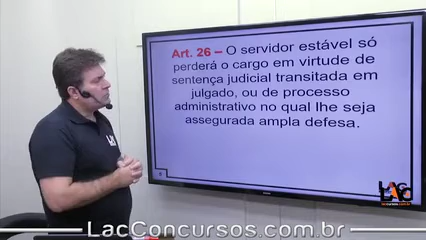 Art. 26 – O servidor estável só
perderá o cargo em virtude de
sentença judicial transitada em
julgado, ou de processo
administrativo no qual lhe seja
assegurada ampla defesa.
LAC
LacConcursos.com.br